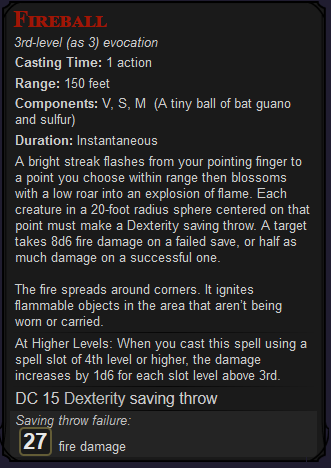 FIREBALL
3rd-level (as 3) evocation
Casting Time: 1 action
Range: 150 feet
Components: V, S, M (A tiny ball of bat guano
and sulfur)
Duration: Instantaneous
A bright streak flashes from your pointing finger to
a point you choose within range then blossoms
with a low roar into an explosion of flame. Each
creature in a 20-foot radius sphere centered on that
point must make a Dexterity saving throw. A target
takes 8d6 fire damage on a failed save, or half as
much damage on a successful one.
The fire spreads around corners. It ignites
flammable objects in the area that aren't being
worn or carried.
At Higher Levels: When you cast this spell using a
spell slot of 4th level or higher, the damage
increases by 1d6 for each slot level above 3rd.
DC 15 Dexterity saving throw
Saving throw failure:
27 fire damage